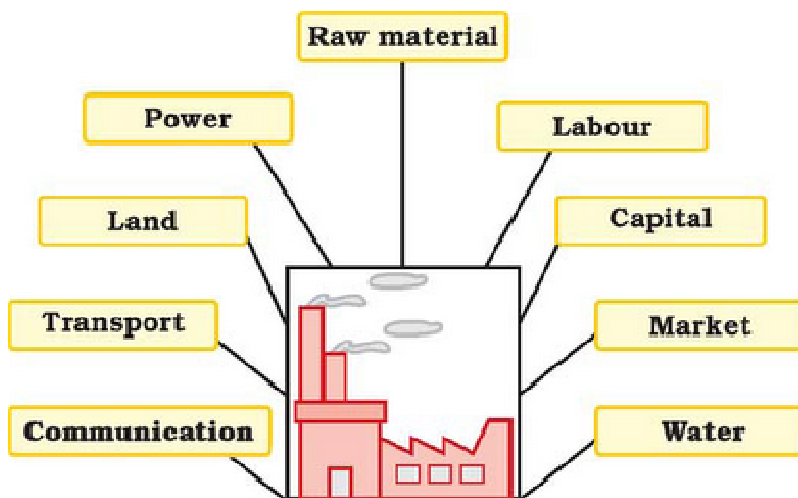 Raw material
Power
Labour
Land
Capital
Transport
Market
Communication
Water